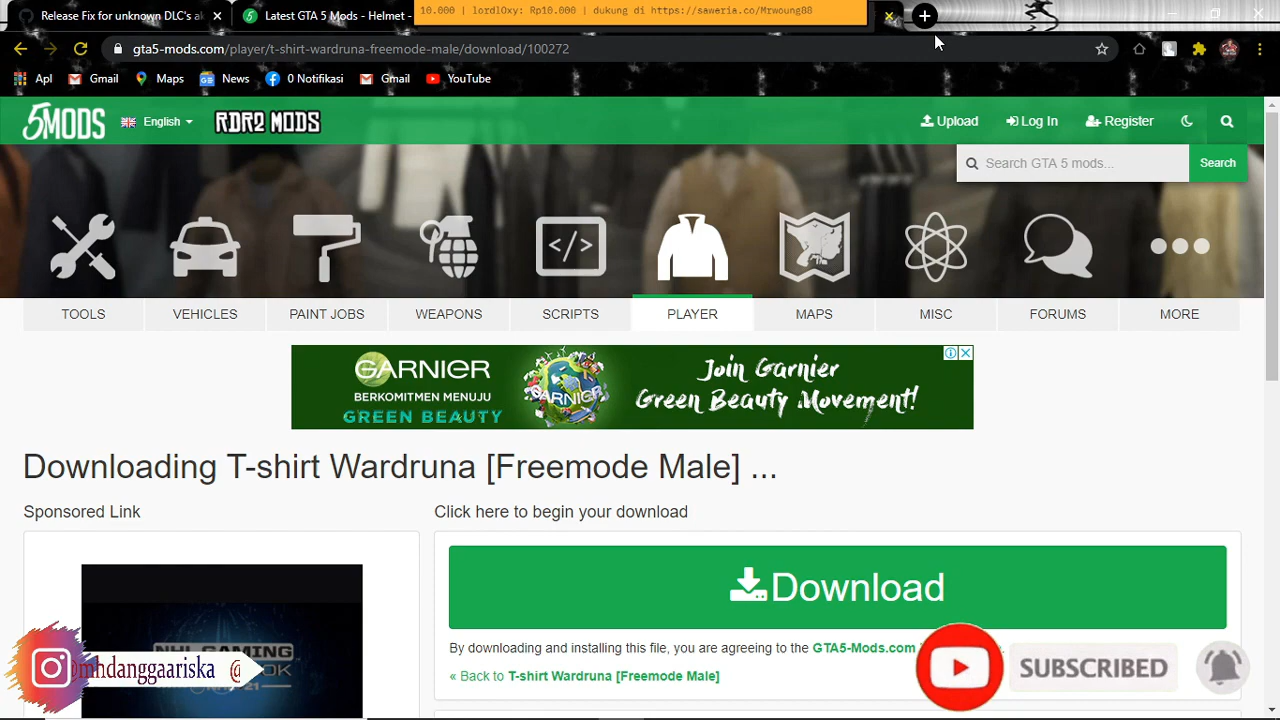 Release Fix for unknown DLC's al
Latest GTA 5 Mods - Helmet -
10.000 | lordlOxy: Rp10.000 | dukung di https://saweria.co/Mrwoung88
gta5-mods.com/player/t-shirt-wardruna-freemode-male/download/100272
Apl
Gmail
Maps
News
0 Notifikasi
Gmail
YouTube
5MODS
English
RDR2 MODS
Upload
Log In
Register
Search GTA 5 mods...
Search
TOOLS
VEHICLES
PAINT JOBS
WEAPONS
SCRIPTS
PLAYER
MAPS
MISC
FORUMS
MORE
GARNIER
BERKOMITMEN MENUJU
GREEN BEAUTY
GARNIER
Join Garnier
Green Beauty Movement!
Downloading T-shirt Wardruna [Freemode Male] ...
Sponsored Link
Click here to begin your download
Download
By downloading and installing this file, you are agreeing to the GTA5-Mods.com
« Back to T-shirt Wardruna [Freemode Male]
NHL GAMING
@mhdanggaariska @
SUBSCRIBED